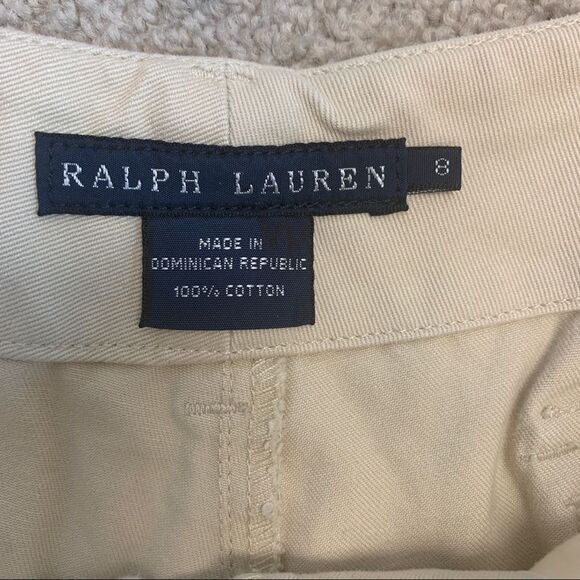 RALPH LAUREN
8
MADE IN
DOMINICAN REPUBLIC
100% COTTON